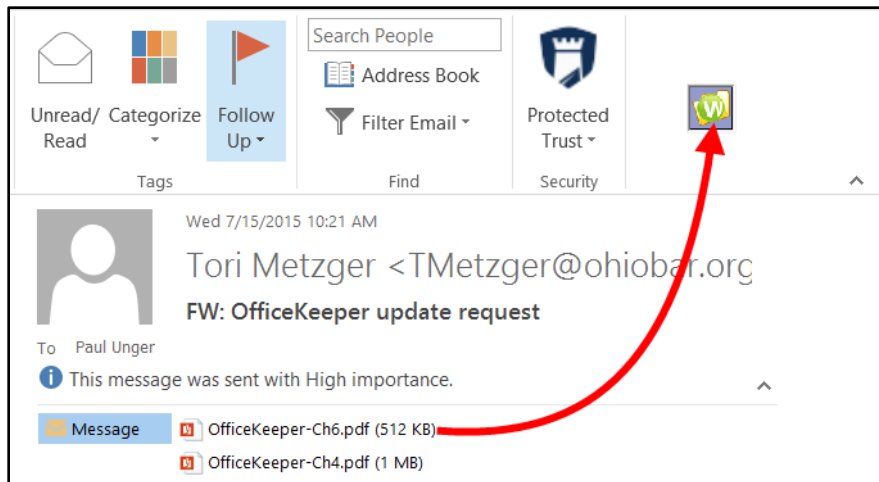 Search People
Address Book
Unread/ Categorize Follow
Read Up
Filter Email
Protected
Trust
Tags Find Security
W
Wed 7/15/2015 10:21 AM
Tori Metzger <TMetzger@ohiobar.org
FW: OfficeKeeper update request
To Paul Unger
This message was sent with High importance.
Message OfficeKeeper-Ch6.pdf (512 KB)
OfficeKeeper-Ch4.pdf (1 MB)